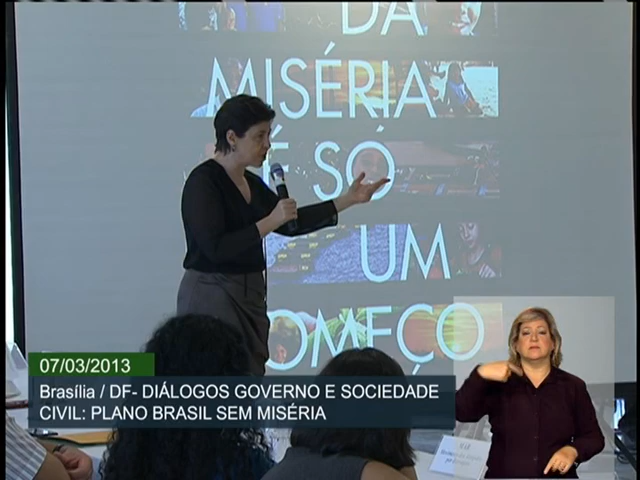 DA
MISÉRIA
É SÓ
UM
COMEÇO
07/03/2013
Brasília / DF- DIÁLOGOS GOVERNO E SOCIEDADE
CIVIL: PLANO BRASIL SEM MISÉRIA